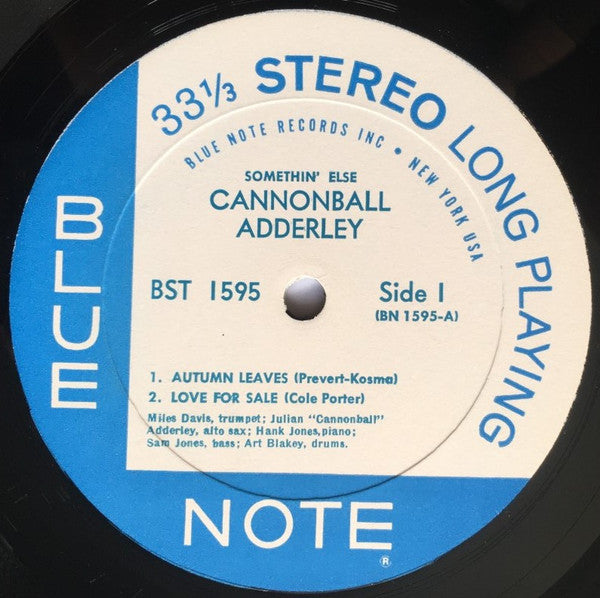 33⅓ STEREO LONG PLAYING
BLUE NOTE RECORDS INC • NEW YORK USA
SOMETHIN' ELSE
CANNONBALL
ADDERLEY
BST 1595
Side 1
(BN 1595-A)
1. AUTUMN LEAVES (Prevert-Kosma)
2. LOVE FOR SALE (Cole Porter)
Miles Davis, trumpet; Julian "Cannonball"
Adderley, alto sax; Hank Jones,piano;
Sam Jones, bass; Art Blakey, drums.
BLUE
NOTE
®